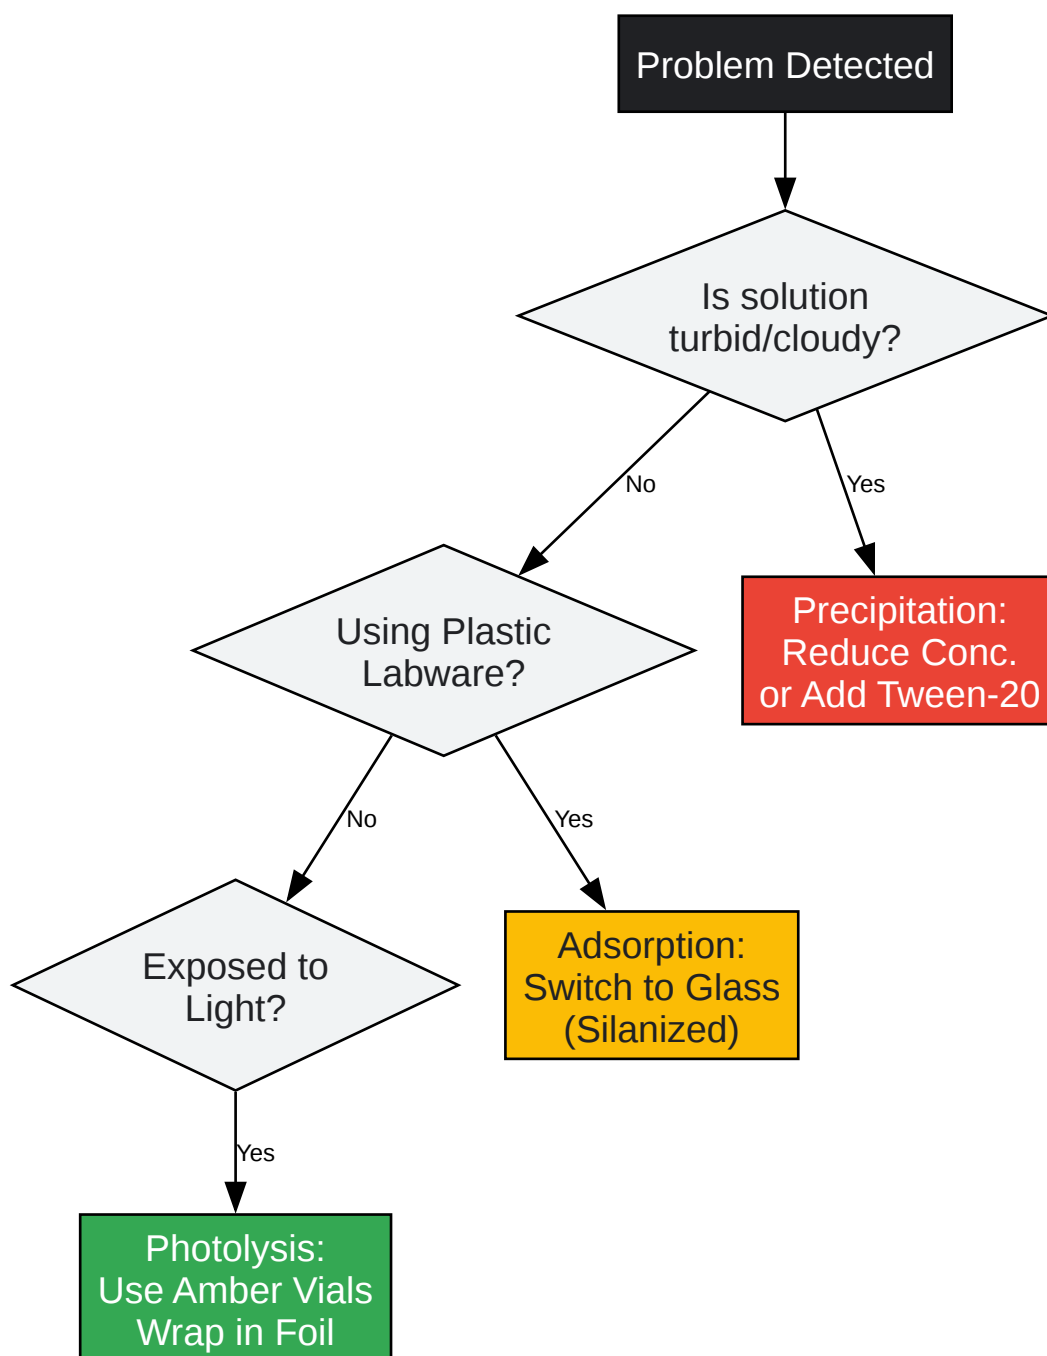 Problem Detected
Is solution
turbid/cloudy?
No
Yes
Using Plastic
Labware?
Precipitation:
Reduce Conc.
or Add Tween-20
No
Yes
Exposed to
Light?
Adsorption:
Switch to Glass
(Silanized)
Yes
Photolysis:
Use Amber Vials
Wrap in Foil